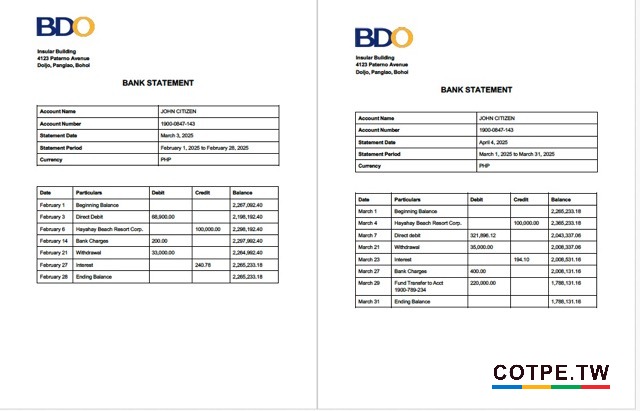 BDO
Insular Building
4123 Paterno Avenue
Doljo, Panglao, Bohol
BANK STATEMENT
Account Name JOHN CITIZEN
Account Number 1900-0847-143
Statement Date March 3, 2025
Statement Period February 1, 2025 to February 28, 2025
Currency PHP
Date Particulars Debit Credit Balance
February 1 Beginning Balance 2,267,092.40
February 3 Direct Debit 68,900.00 2,198,192.40
February 6 Hayahay Beach Resort Corp. 100,000.00 2,298,192.40
February 14 Bank Charges 200.00 2,297,992.40
February 21 Withdrawal 33,000.00 2,264,992.40
February 27 Interest 240.78 2,265,233.18
February 28 Ending Balance 2,265,233.18
BDO
Insular Building
4123 Paterno Avenue
Doljo, Panglao, Bohol
BANK STATEMENT
Account Name JOHN CITIZEN
Account Number 1900-0847-143
Statement Date April 4, 2025
Statement Period March 1, 2025 to March 31, 2025
Currency PHP
Date Particulars Debit Credit Balance
March 1 Beginning Balance 2,265,233.18
March 4 Hayahay Beach Resort Corp. 100,000.00 2,365,233.18
March 7 Direct debit 321,896.12 2,043,337.06
March 21 Withdrawal 35,000.00 2,008,337.06
March 23 Interest 194.10 2,008,531.16
March 27 Bank Charges 400.00 2,008,131.16
March 29 Fund Transfer to Acct 220,000.00 1,788,131.16
1900-789-234
March 31 Ending Balance 1,788,131.16
COTPE.TW